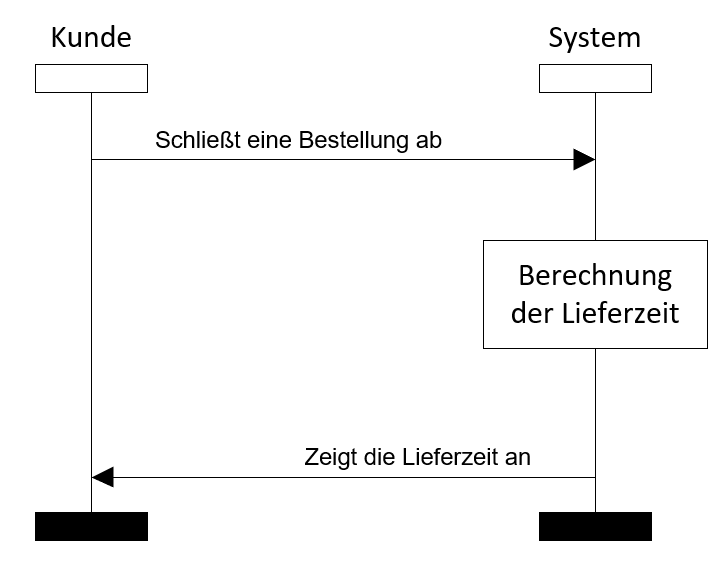 Kunde
System
Schließt eine Bestellung ab
Berechnung
der Lieferzeit
Zeigt die Lieferzeit an